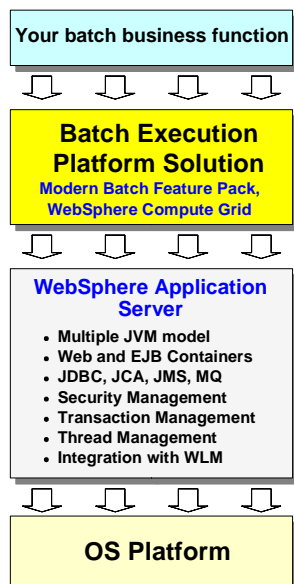 Your batch business function
Batch Execution
Platform Solution
Modern Batch Feature Pack,
WebSphere Compute Grid
WebSphere Application
Server
• Multiple JVM model
• Web and EJB Containers
• JDBC, JCA, JMS, MQ
• Security Management
• Transaction Management
• Thread Management
• Integration with WLM
OS Platform